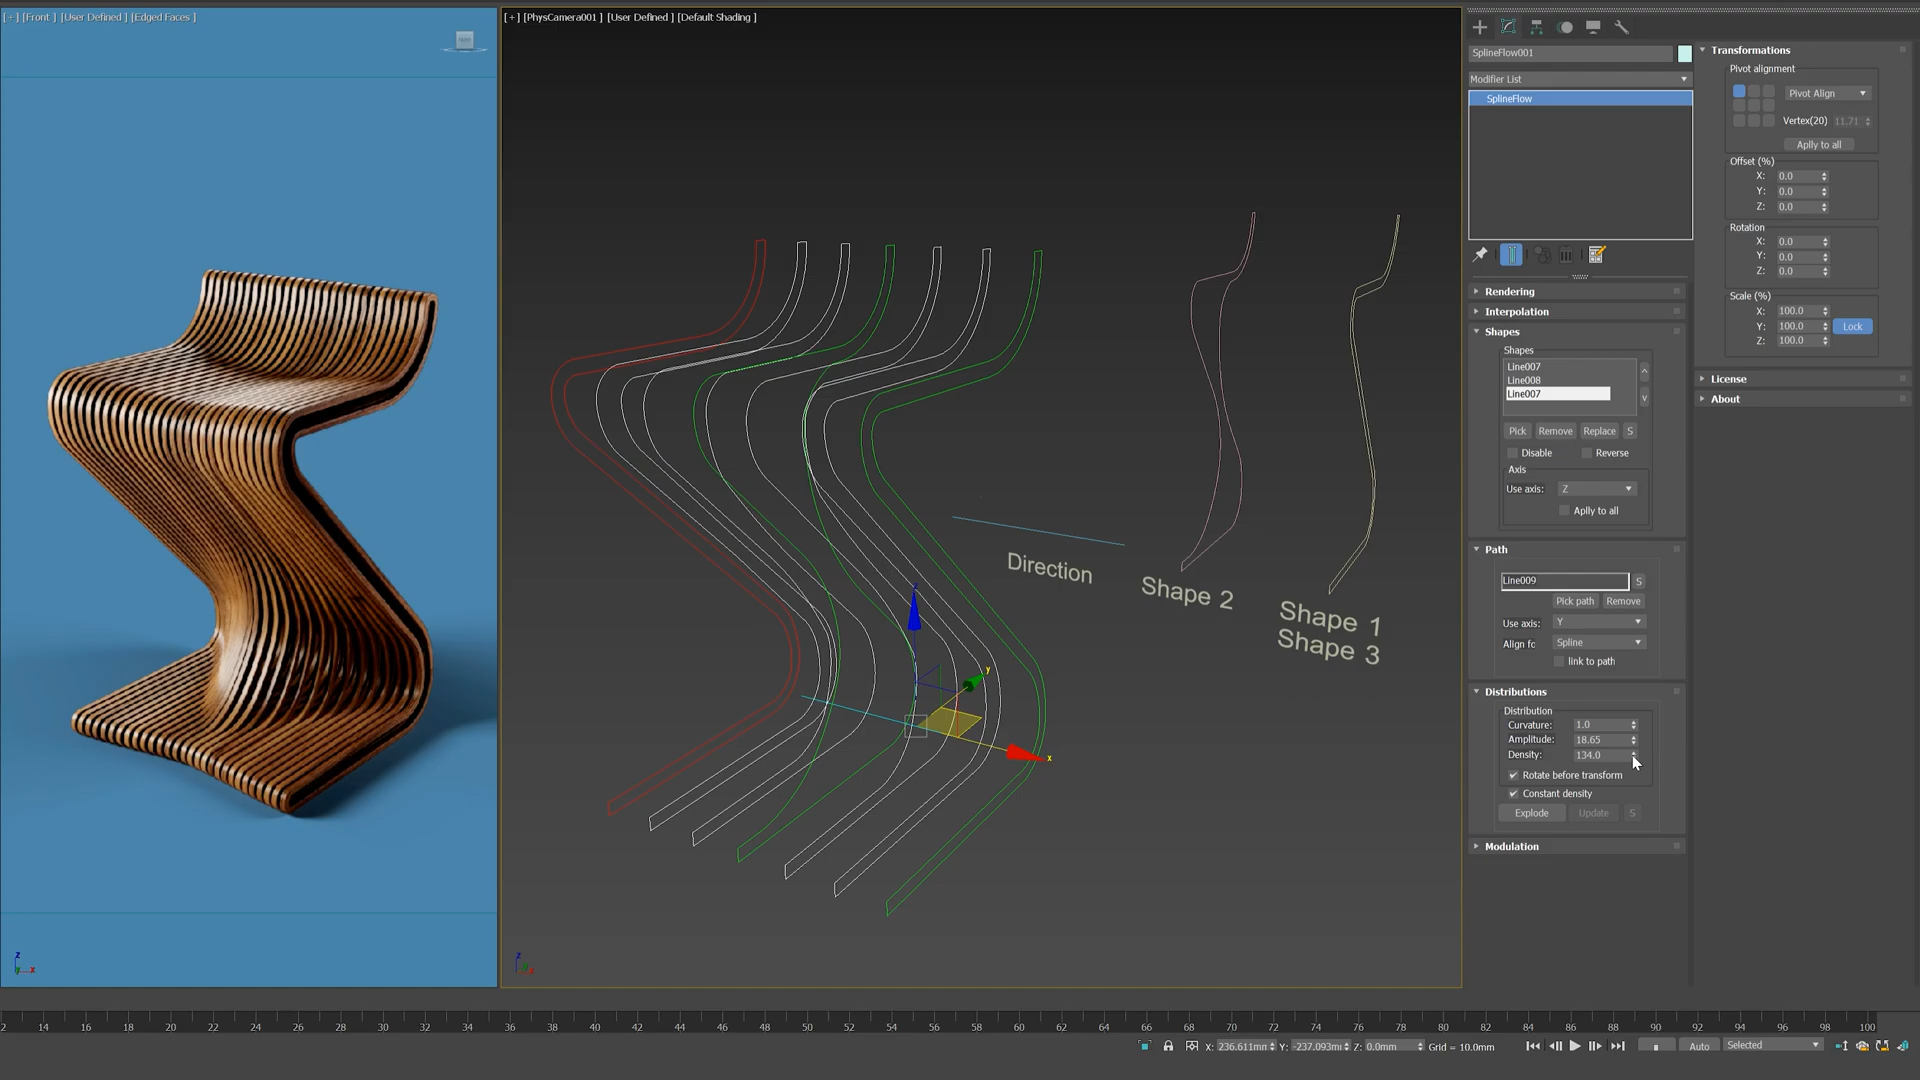 [+] [Front ] [User Defined ] [Edged Faces ]
[+] [PhysCamera001 ] [User Defined ] [Default Shading ]
Direction
Shape 2
Shape 1
Shape 3
z
y
x
z
x
z
SplineFlow001
Modifier List
SplineFlow
Rendering
Interpolation
Shapes
Shapes
Line007
Line008
Line007
Pick Remove Replace S
Disable Reverse
Axis
Use axis: Z
Aplly to all
Path
Line009 S
Pick path Remove
Use axis: Y
Align fc Spline
link to path
Distributions
Distribution
Curvature: 1.0
Amplitude: 18.65
Density: 134.0
Rotate before transform
Constant density
Explode Update S
Modulation
Transformations
Pivot alignment
Pivot Align
Vertex(20) 11.71
Aplly to all
Offset (%)
X: 0.0
Y: 0.0
Z: 0.0
Rotation
X: 0.0
Y: 0.0
Z: 0.0
Scale (%)
X: 100.0
Y: 100.0 Lock
Z: 100.0
License
About
2 14 16 18 20 22 24 26 28 30 32 34 36 38 40 42 44 46 48 50 52 54 56 58 60 62 64 66 68 70 72 74 76 78 80 82 84 86 88 90 92 94 96 98 100
X: 236.611mm Y: -237.093mm Z: 0.0mm Grid = 10.0mm Auto Selected